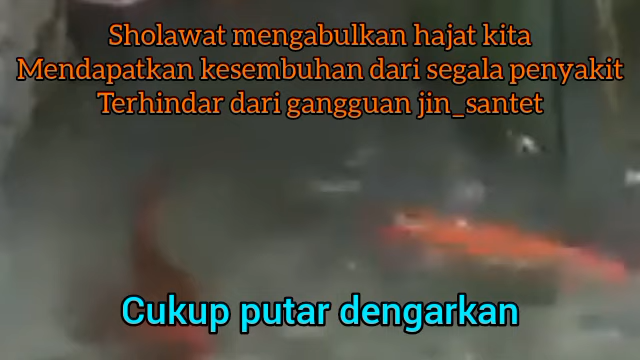 Sholawat mengabulkan hajat kita
Mendapatkan kesembuhan dari segala penyakit
Terhindar dari gangguan jin_santet
Cukup putar dengarkan